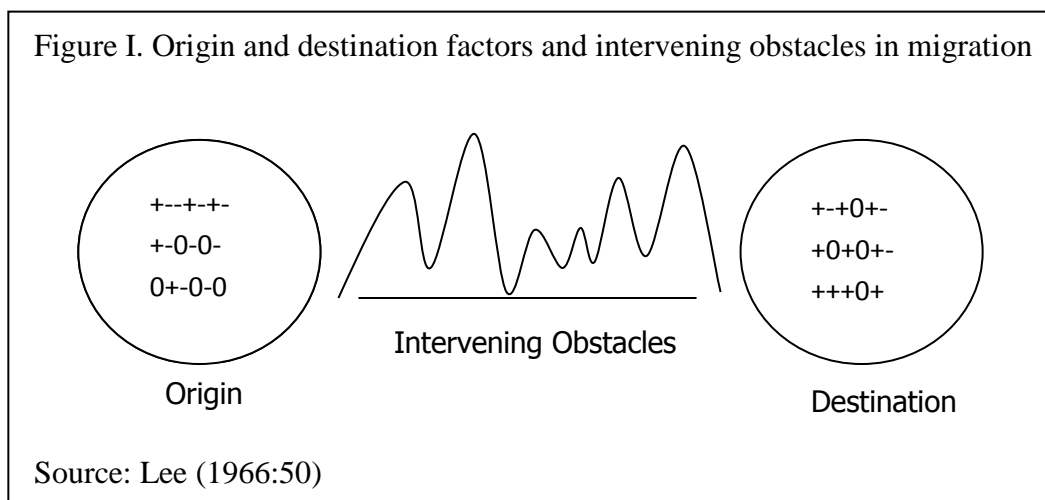 Figure I. Origin and destination factors and intervening obstacles in migration
+--+-+-
+-0-0-
0+-0-0
Origin
Intervening Obstacles
+-+0+-
+0+0+-
+++0+
Destination
Source: Lee (1966:50)